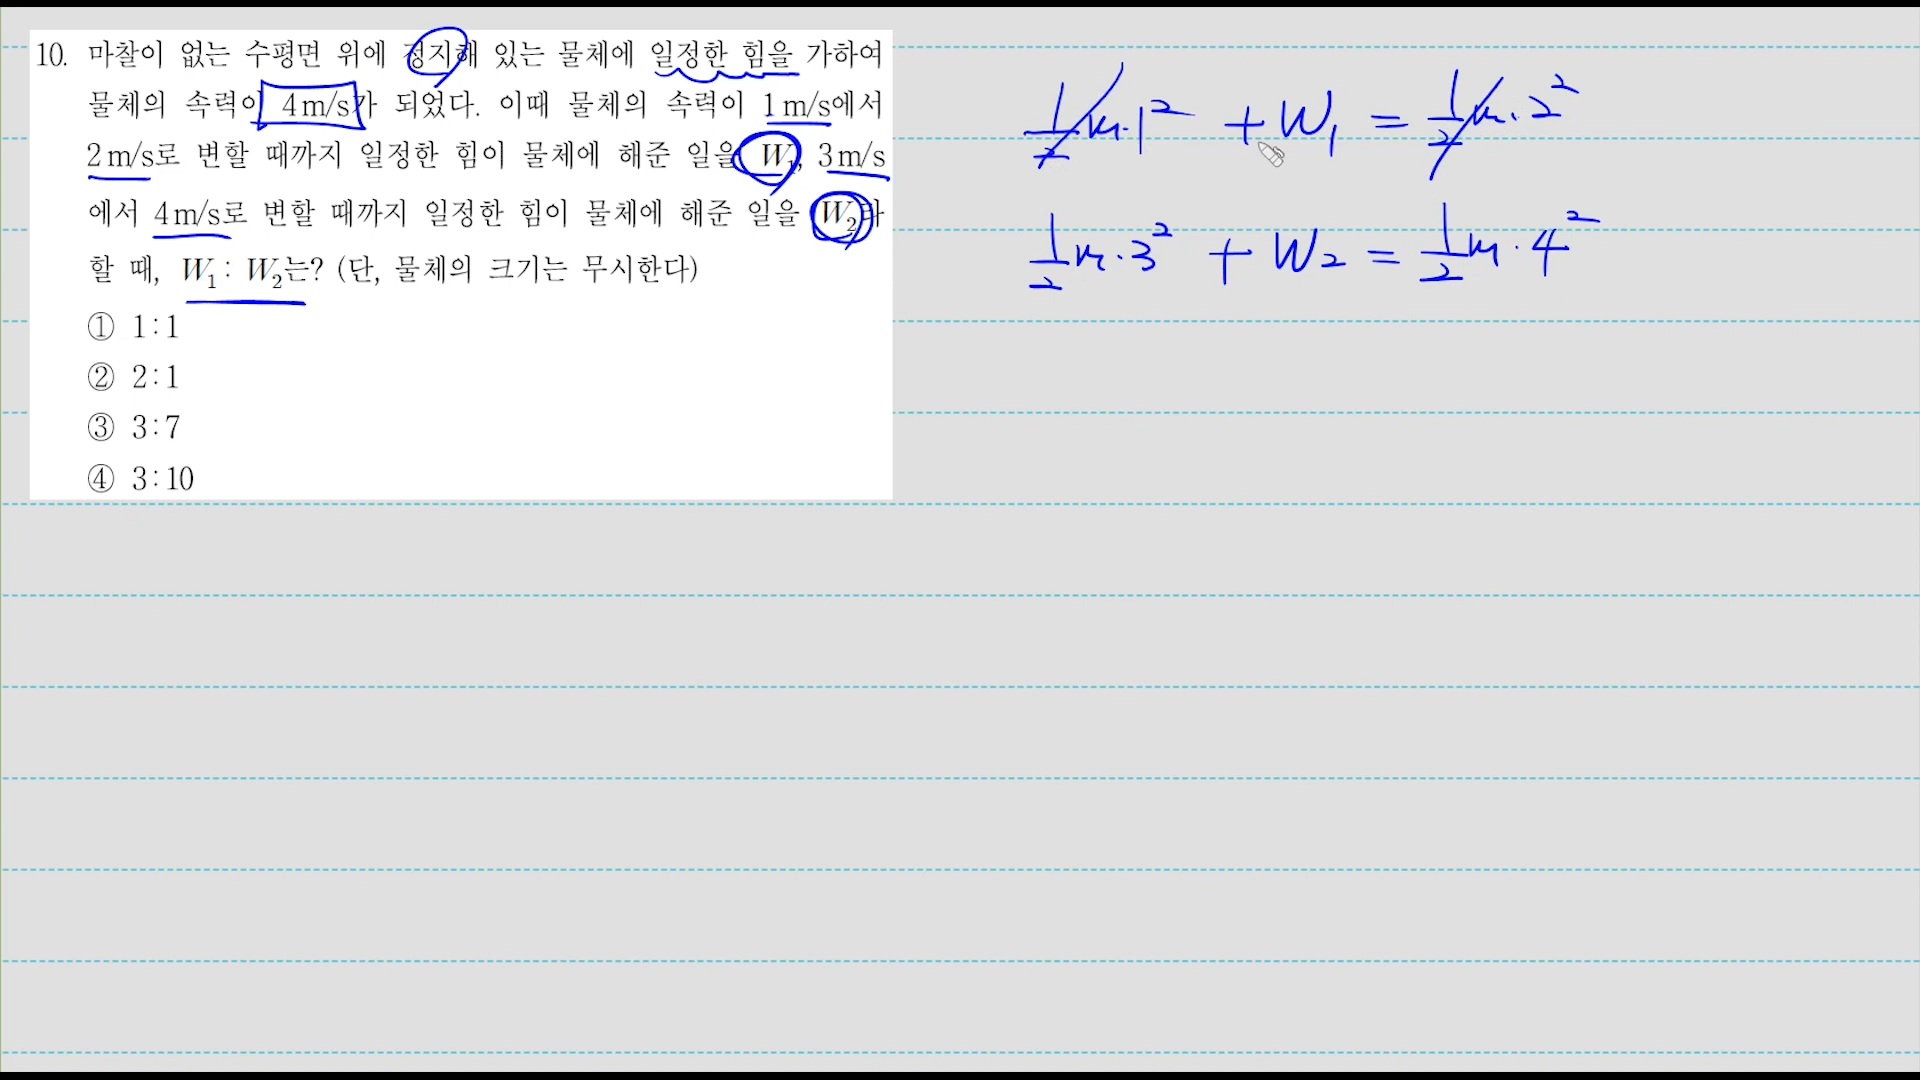 10. 마찰이 없는 수평면 위에 정지해 있는 물체에 일정한 힘을 가하여
물체의 속력이 4 m/s가 되었다. 이때 물체의 속력이 1 m/s에서
2 m/s로 변할 때까지 일정한 힘이 물체에 해준 일을 W₁, 3 m/s
에서 4 m/s로 변할 때까지 일정한 힘이 물체에 해준 일을 W₂라
할 때, W₁ : W₂는? (단, 물체의 크기는 무시한다)
① 1 : 1
② 2 : 1
③ 3 : 7
④ 3 : 10
1/2 m·1² + W₁ = 1/2 m·2²
1/2 m·3² + W₂ = 1/2 m·4²